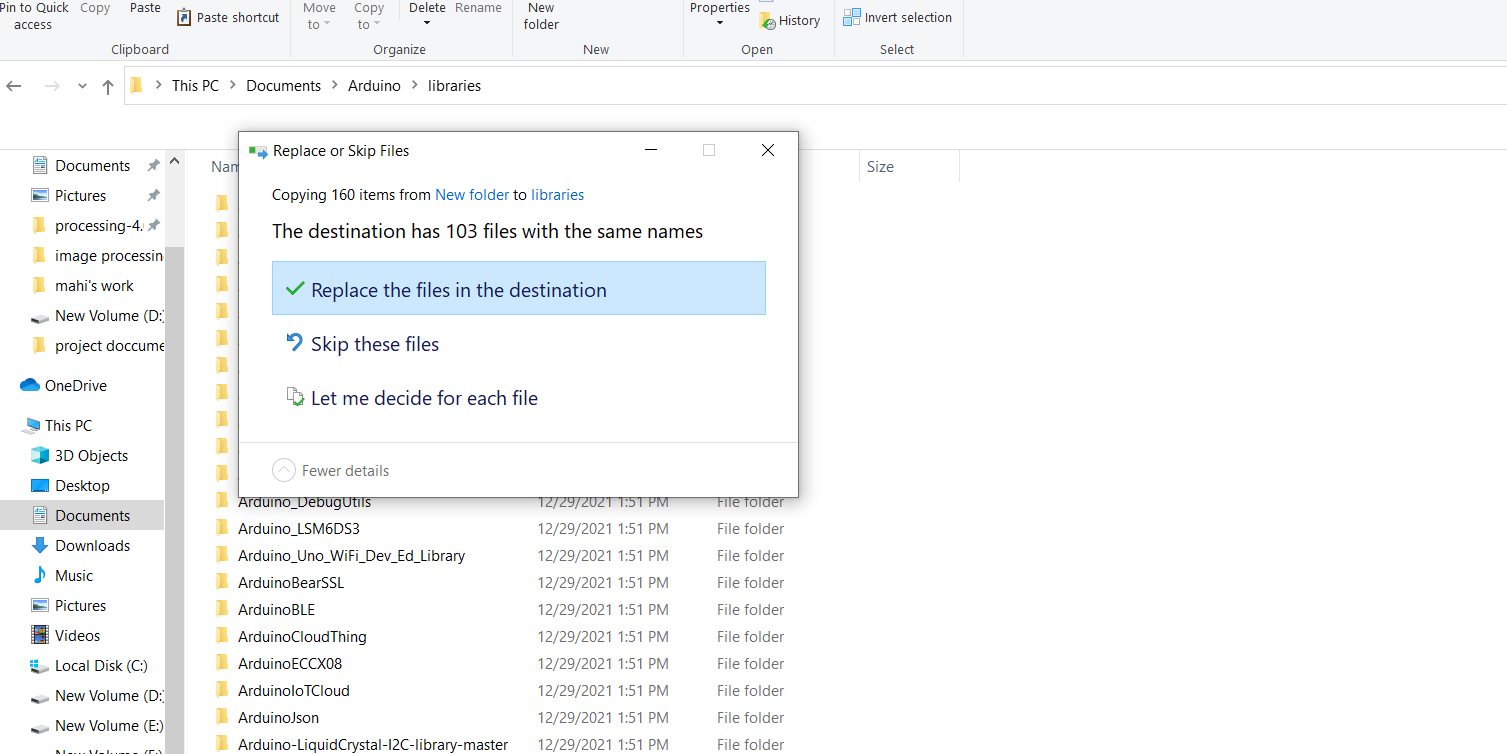 Pin to Quick access
Copy
Paste
Paste shortcut
Clipboard
Move to
Copy to
Delete
Rename
Organize
New folder
New
Properties
History
Open
Invert selection
Select
This PC
Documents
Arduino
libraries
Replace or Skip Files
Copying 160 items from New folder to libraries
The destination has 103 files with the same names
Replace the files in the destination
Skip these files
Let me decide for each file
Fewer details
Nam
Size
Documents
Pictures
processing-4.
image processin
mahi's work
New Volume (D:)
project doccume
OneDrive
This PC
3D Objects
Desktop
Documents
Downloads
Music
Pictures
Videos
Local Disk (C:)
New Volume (D:)
New Volume (E:)
Arduino_DebugUtils 12/29/2021 1:51 PM File folder
Arduino_LSM6DS3 12/29/2021 1:51 PM File folder
Arduino_Uno_WiFi_Dev_Ed_Library 12/29/2021 1:51 PM File folder
ArduinoBearSSL 12/29/2021 1:51 PM File folder
ArduinoBLE 12/29/2021 1:51 PM File folder
ArduinoCloudThing 12/29/2021 1:51 PM File folder
ArduinoECCX08 12/29/2021 1:51 PM File folder
ArduinoIoTCloud 12/29/2021 1:51 PM File folder
ArduinoJson 12/29/2021 1:51 PM File folder
Arduino-LiquidCrystal-I2C-library-master 12/29/2021 1:51 PM File folder